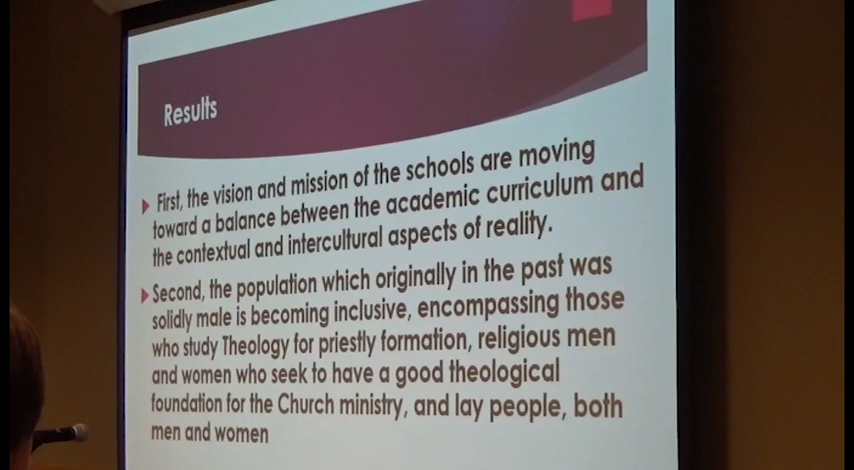 Results
First, the vision and mission of the schools are moving
toward a balance between the academic curriculum and
the contextual and intercultural aspects of reality.
Second, the population which originally in the past was
solidly male is becoming inclusive, encompassing those
who study Theology for priestly formation, religious men
and women who seek to have a good theological
foundation for the Church ministry, and lay people, both
men and women